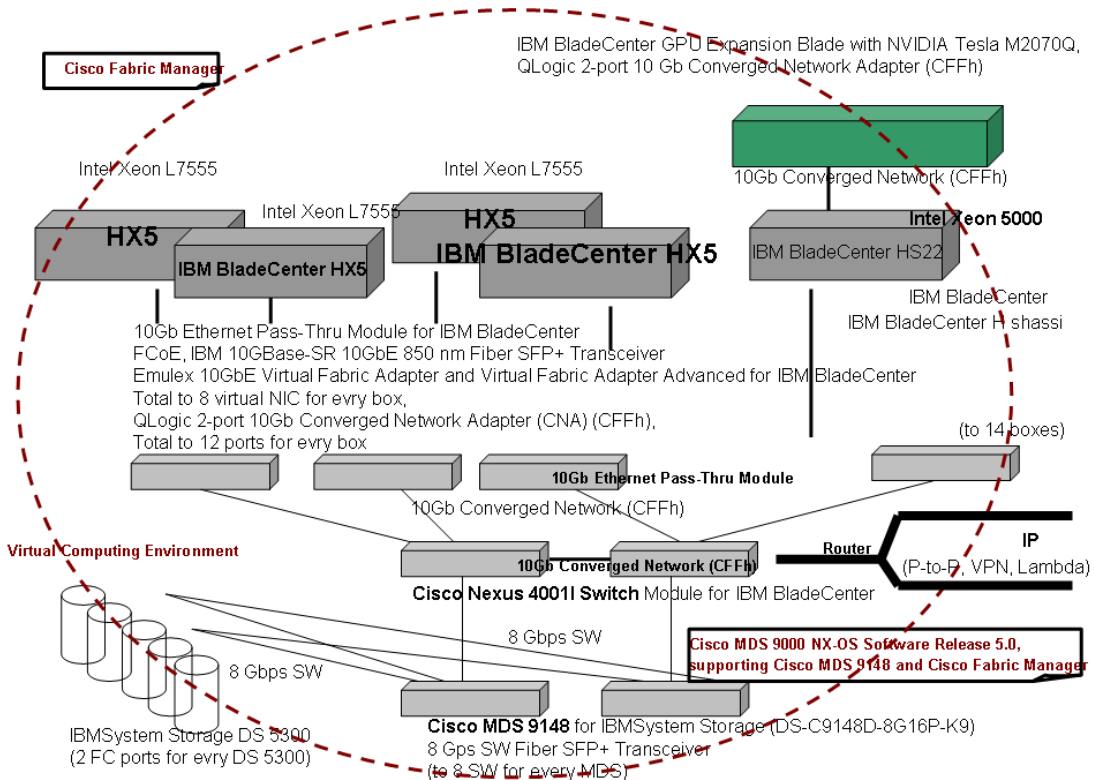 IBM BladeCenter GPU Expansion Blade with NVIDIA Tesla M2070Q,
QLogic 2-port 10 Gb Converged Network Adapter (CFFh)
Cisco Fabric Manager
Intel Xeon L7555
Intel Xeon L7555
10Gb Converged Network (CFFh)
Intel Xeon L7555
HX5
HX5
Intel Xeon 5000
IBM BladeCenter HX5
IBM BladeCenter HX5
IBM BladeCenter HS22
IBM BladeCenter
IBM BladeCenter H shassi
10Gb Ethernet Pass-Thru Module for IBM BladeCenter
FCoE, IBM 10GBase-SR 10GbE 850 nm Fiber SFP+ Transceiver
Emulex 10GbE Virtual Fabric Adapter and Virtual Fabric Adapter Advanced for IBM BladeCenter
Total to 8 virtual NIC for evry box,
QLogic 2-port 10Gb Converged Network Adapter (CNA) (CFFh),
Total to 12 ports for evry box
(to 14 boxes)
10Gb Ethernet Pass-Thru Module
10Gb Converged Network (CFFh)
Virtual Computing Environment
Router
IP
(P-to-P, VPN, Lambda)
10Gb Converged Network (CFFh)
Cisco Nexus 4001I Switch Module for IBM BladeCenter
8 Gbps SW
8 Gbps SW
Cisco MDS 9000 NX-OS Software Release 5.0,
supporting Cisco MDS 9148 and Cisco Fabric Manager
IBMSystem Storage DS 5300
(2 FC ports for evry DS 5300)
Cisco MDS 9148 for IBMSystem Storage (DS-C9148D-8G16P-K9)
8 Gps SW Fiber SFP+ Transceiver
(to 8 SW for every MDS)